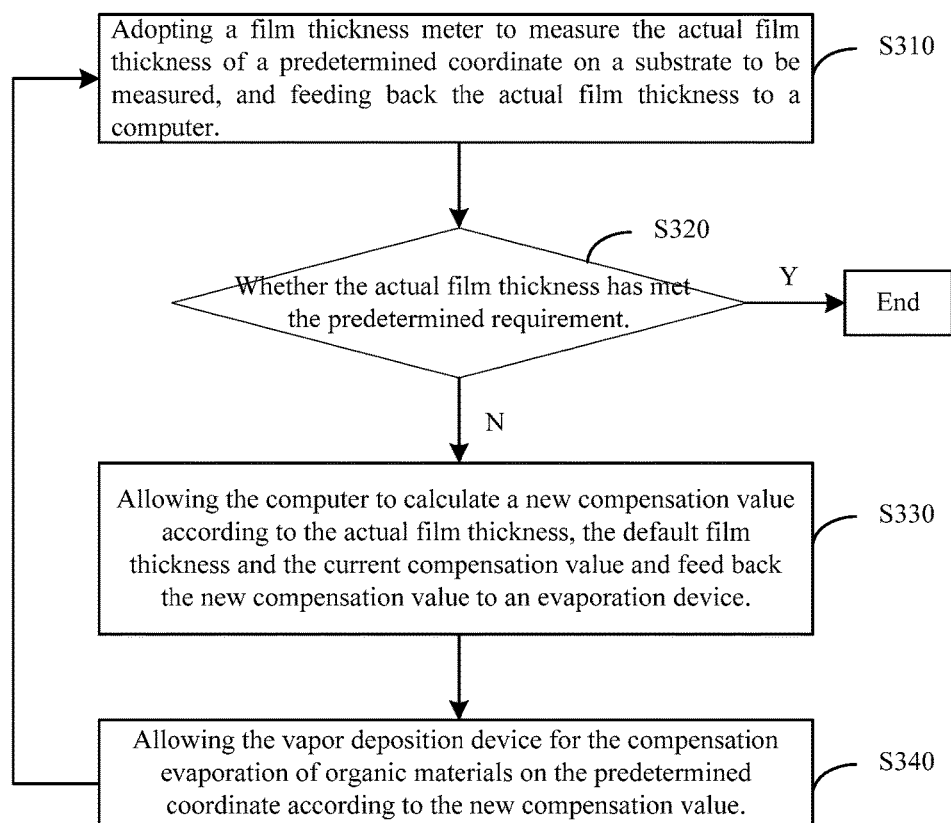 Adopting a film thickness meter to measure the actual film
thickness of a predetermined coordinate on a substrate to be
measured, and feeding back the actual film thickness to a
computer.
S310
S320
Whether the actual film thickness has met
the predetermined requirement.
Y
End
N
Allowing the computer to calculate a new compensation value
according to the actual film thickness, the default film
thickness and the current compensation value and feed back
the new compensation value to an evaporation device.
S330
Allowing the vapor deposition device for the compensation
evaporation of organic materials on the predetermined
coordinate according to the new compensation value.
S340